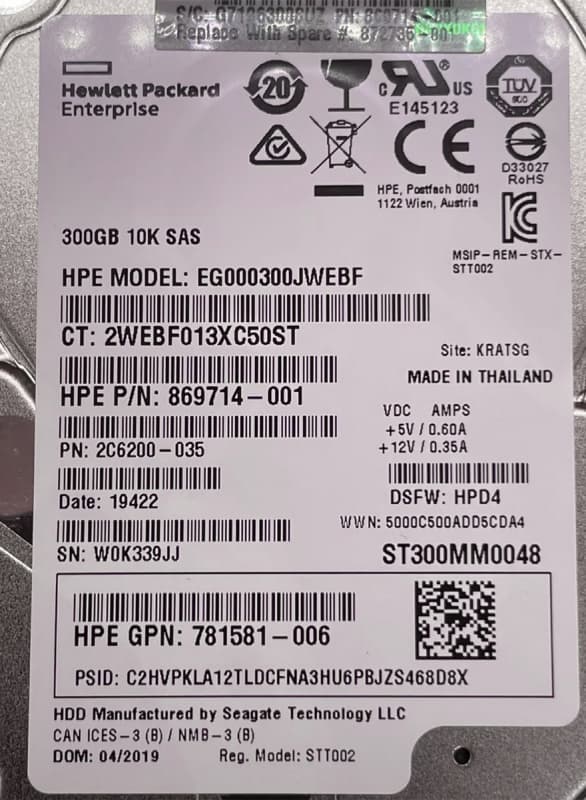 Replace With Spare #: 872735-001
Hewlett Packard
Enterprise
20
c US
E145123
TÜV
CE
D33027
RoHS
HPE, Postfach 0001
1122 Wien, Austria
MSIP-REM-STX-
STT002
300GB 10K SAS
HPE MODEL: EG000300JWEBF
CT: 2WEBF013XC50ST
Site: KRATSG
MADE IN THAILAND
HPE P/N: 869714-001
VDC AMPS
+5V / 0.60A
+12V / 0.35A
PN: 2C6200-035
DSFW: HPD4
Date: 19422
WWN: 5000C500ADD5CDA4
SN: W0K339JJ
ST300MM0048
HPE GPN: 781581-006
PSID: C2HVPKLA12TLDCFNA3HU6PBJZS468D8X
HDD Manufactured by Seagate Technology LLC
CAN ICES-3 (B) / NMB-3 (B)
DOM: 04/2019
Reg. Model: STT002